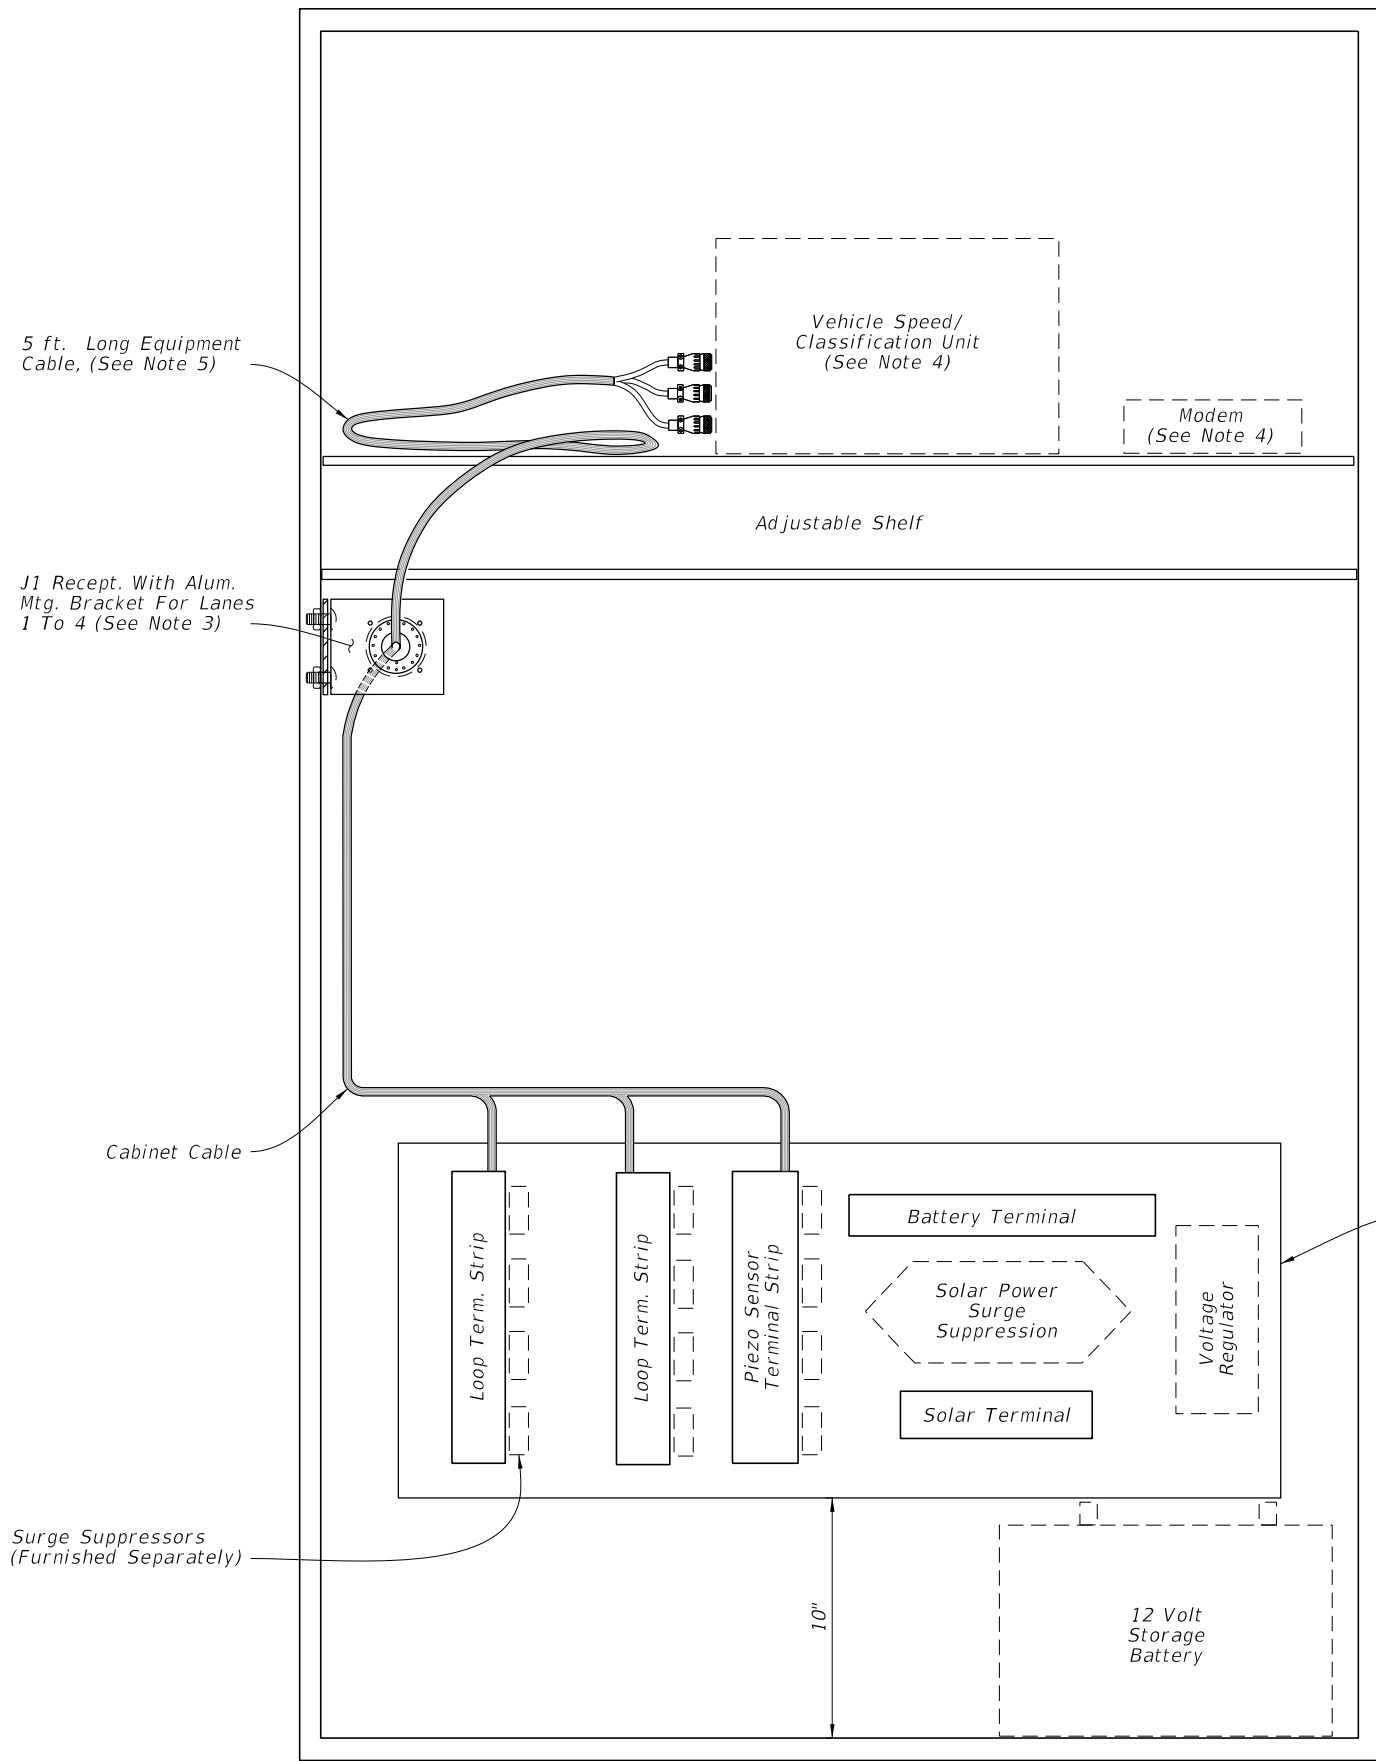 Vehicle Speed/
Classification Unit
(See Note 4)
5 ft. Long Equipment
Cable, (See Note 5)
Modem
(See Note 4)
Adjustable Shelf
J1 Recept. With Alum.
Mtg. Bracket For Lanes
1 To 4 (See Note 3)
Cabinet Cable
Loop Term. Strip
Loop Term. Strip
Piezo Sensor
Terminal Strip
Battery Terminal
Solar Power
Surge
Suppression
Voltage
Regulator
Solar Terminal
Surge Suppressors
(Furnished Separately)
10"
12 Volt
Storage
Battery